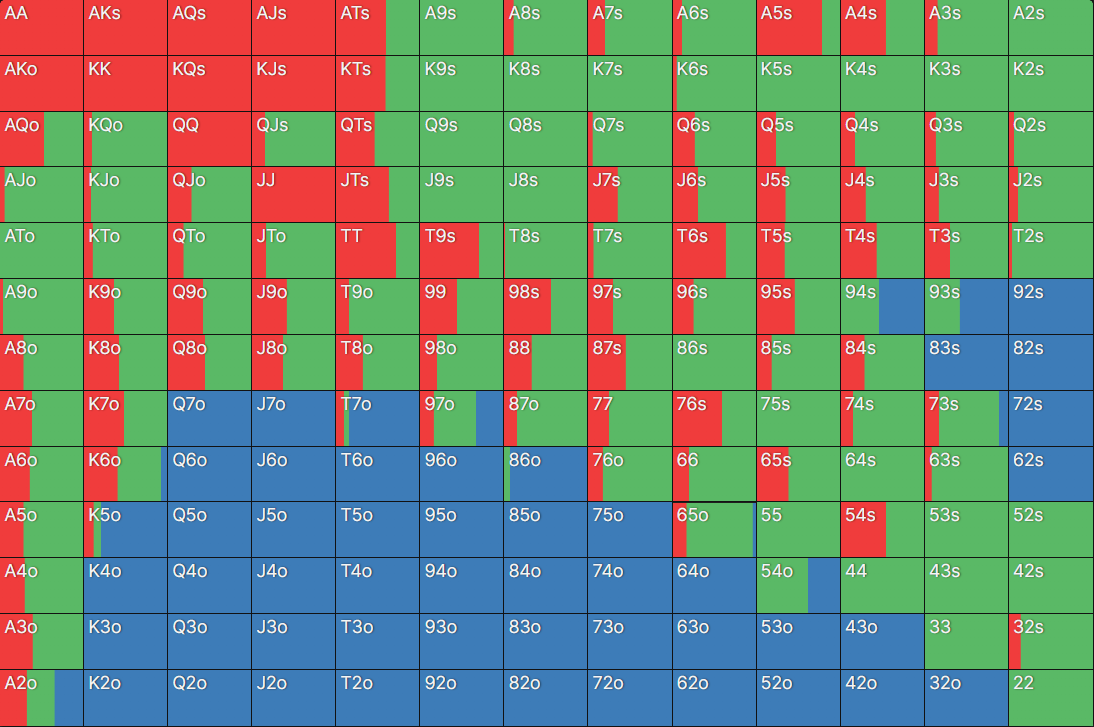 AA AKs AQs AJs ATs A9s A8s A7s A6s A5s A4s A3s A2s
AKo KK KQs KJs KTs K9s K8s K7s K6s K5s K4s K3s K2s
AQo KQo QQ QJs QTs Q9s Q8s Q7s Q6s Q5s Q4s Q3s Q2s
AJo KJo QJo JJ JTs J9s J8s J7s J6s J5s J4s J3s J2s
ATo KTo QTo JTo TT T9s T8s T7s T6s T5s T4s T3s T2s
A9o K9o Q9o J9o T9o 99 98s 97s 96s 95s 94s 93s 92s
A8o K8o Q8o J8o T8o 98o 88 87s 86s 85s 84s 83s 82s
A7o K7o Q7o J7o T7o 97o 87o 77 76s 75s 74s 73s 72s
A6o K6o Q6o J6o T6o 96o 86o 76o 66 65s 64s 63s 62s
A5o K5o Q5o J5o T5o 95o 85o 75o 65o 55 54s 53s 52s
A4o K4o Q4o J4o T4o 94o 84o 74o 64o 54o 44 43s 42s
A3o K3o Q3o J3o T3o 93o 83o 73o 63o 53o 43o 33 32s
A2o K2o Q2o J2o T2o 92o 82o 72o 62o 52o 42o 32o 22